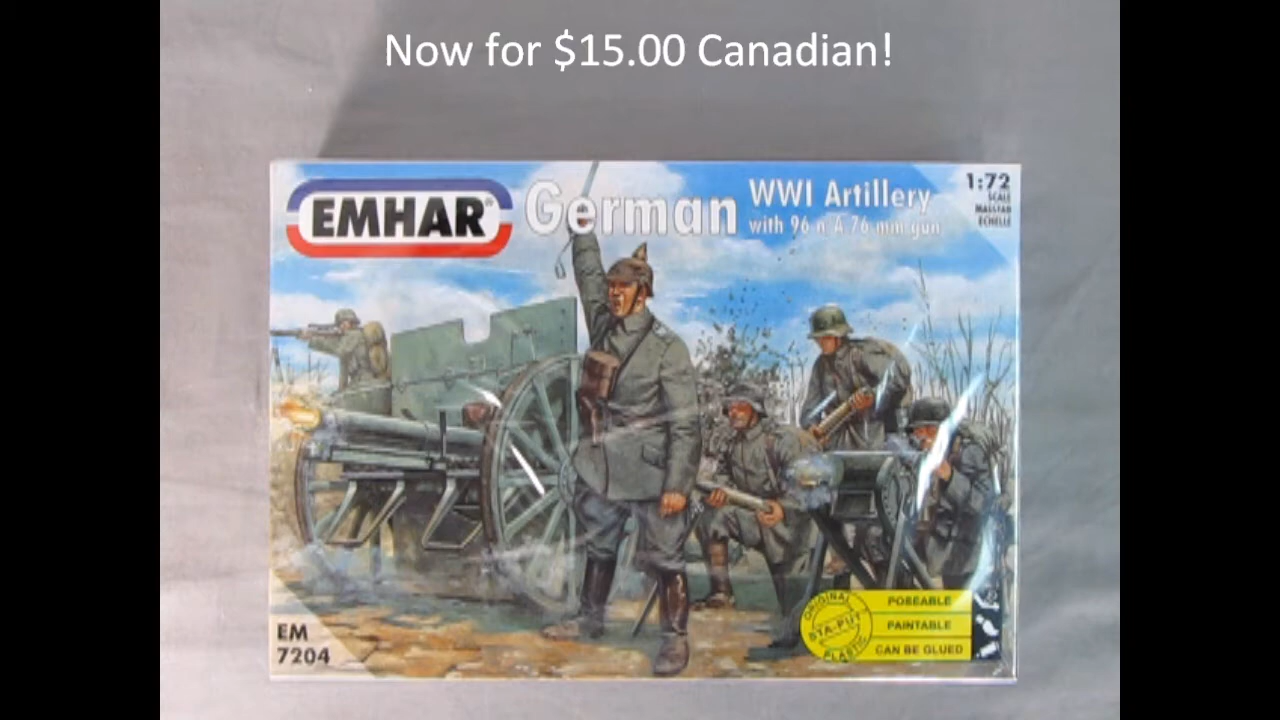 Now for $15.00 Canadian!
EMHAR®
German
WWI Artillery
with 96 n A 76 mm gun
1:72
SCALE
MASSTAB
ECHELLE
EM
7204
ORIGINAL
STA-PUT
PLASTIC
POSEABLE
PAINTABLE
CAN BE GLUED